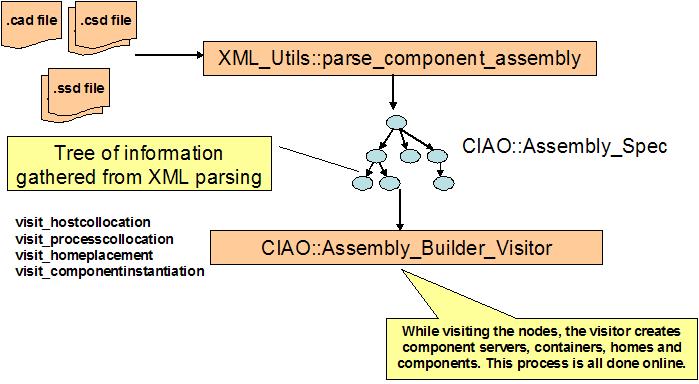 .cad file
.csd file
.ssd file
XML_Utils::parse_component_assembly
CIAO::Assembly_Spec
Tree of information
gathered from XML parsing
visit_hostcollocation
visit_processcollocation
visit_homeplacement
visit_componentinstantiation
CIAO::Assembly_Builder_Visitor
While visiting the nodes, the visitor creates
component servers, containers, homes and
components. This process is all done online.